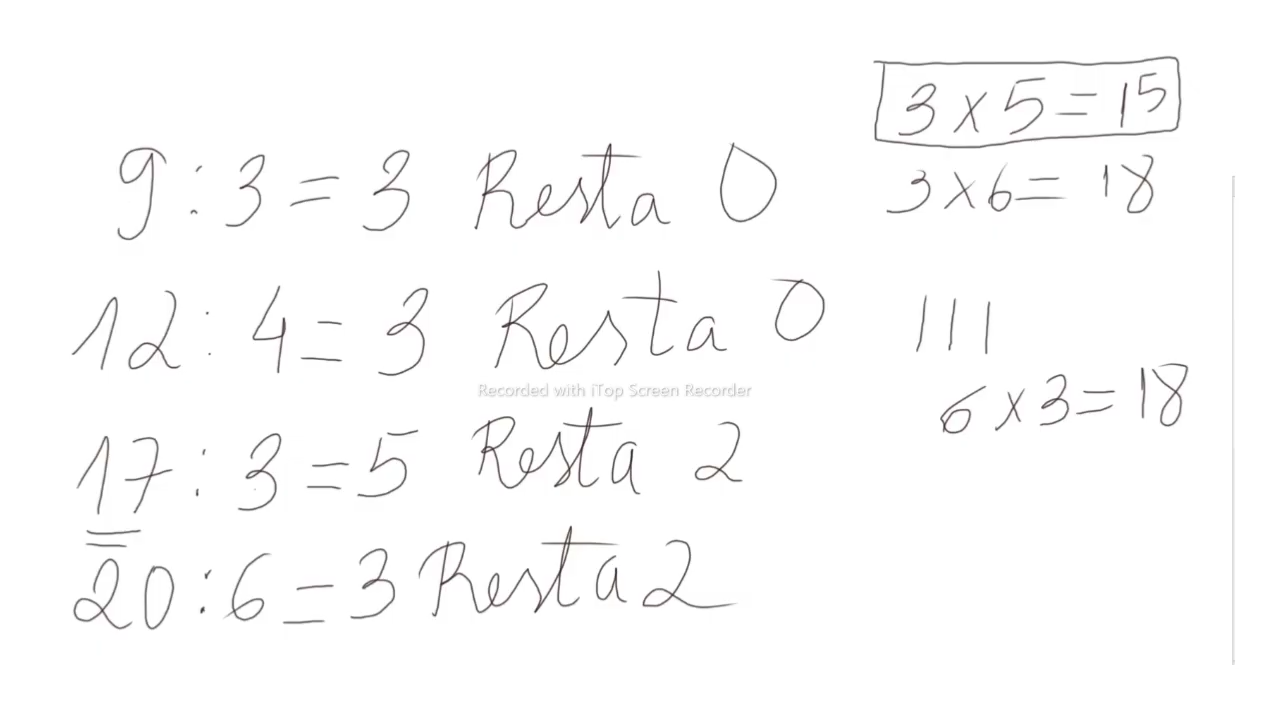 3 x 5 = 15
9 : 3 = 3 Resta 0
3 x 6 = 18
12 : 4 = 3 Resta 0
111
Recorded with iTop Screen Recorder
6 x 3 = 18
17 : 3 = 5 Resta 2
20 : 6 = 3 Resta 2